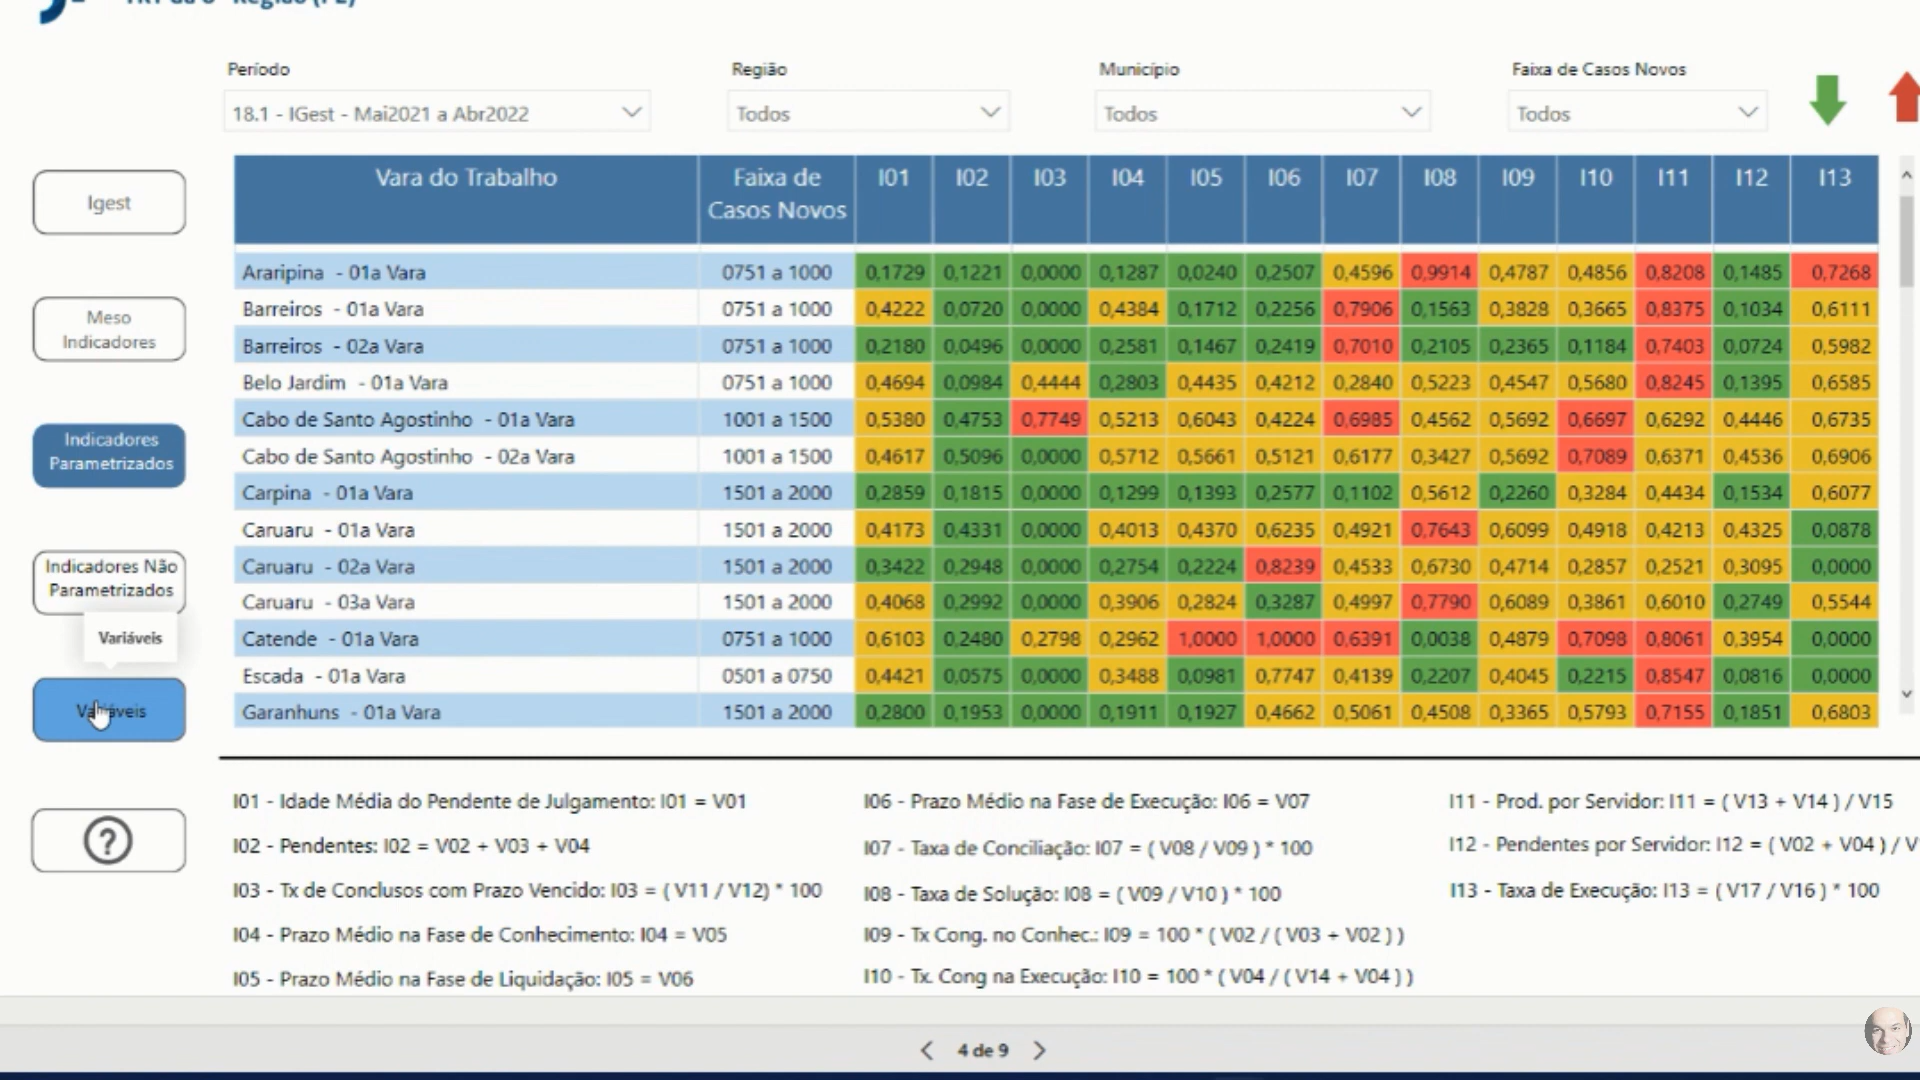 Período
Região
Município
Faixa de Casos Novos
18.1 - IGest - Mai2021 a Abr2022
Todos
Todos
Todos
Igest
Meso
Indicadores
Indicadores
Parametrizados
Indicadores Não
Parametrizados
Variáveis
Variáveis
Vara do Trabalho Faixa de Casos Novos I01 I02 I03 I04 I05 I06 I07 I08 I09 I10 I11 I12 I13
Araripina - 01a Vara 0751 a 1000 0,1729 0,1221 0,0000 0,1287 0,0240 0,2507 0,4596 0,9914 0,4787 0,4856 0,8208 0,1485 0,7268
Barreiros - 01a Vara 0751 a 1000 0,4222 0,0720 0,0000 0,4384 0,1712 0,2256 0,7906 0,1563 0,3828 0,3665 0,8375 0,1034 0,6111
Barreiros - 02a Vara 0751 a 1000 0,2180 0,0496 0,0000 0,2581 0,1467 0,2419 0,7010 0,2105 0,2365 0,1184 0,7403 0,0724 0,5982
Belo Jardim - 01a Vara 0751 a 1000 0,4694 0,0984 0,4444 0,2803 0,4435 0,4212 0,2840 0,5223 0,4547 0,5680 0,8245 0,1395 0,6585
Cabo de Santo Agostinho - 01a Vara 1001 a 1500 0,5380 0,4753 0,7749 0,5213 0,6043 0,4224 0,6985 0,4562 0,5692 0,6697 0,6292 0,4446 0,6735
Cabo de Santo Agostinho - 02a Vara 1001 a 1500 0,4617 0,5096 0,0000 0,5712 0,5661 0,5121 0,6177 0,3427 0,5692 0,7089 0,6371 0,4536 0,6906
Carpina - 01a Vara 1501 a 2000 0,2859 0,1815 0,0000 0,1299 0,1393 0,2577 0,1102 0,5612 0,2260 0,3284 0,4434 0,1534 0,6077
Caruaru - 01a Vara 1501 a 2000 0,4173 0,4331 0,0000 0,4013 0,4370 0,6235 0,4921 0,7643 0,6099 0,4918 0,4213 0,4325 0,0878
Caruaru - 02a Vara 1501 a 2000 0,3422 0,2948 0,0000 0,2754 0,2224 0,8239 0,4533 0,6730 0,4714 0,2857 0,2521 0,3095 0,0000
Caruaru - 03a Vara 1501 a 2000 0,4068 0,2992 0,0000 0,3906 0,2824 0,3287 0,4997 0,7790 0,6089 0,3861 0,6010 0,2749 0,5544
Catende - 01a Vara 0751 a 1000 0,6103 0,2480 0,2798 0,2962 1,0000 1,0000 0,6391 0,0038 0,4879 0,7098 0,8061 0,3954 0,0000
Escada - 01a Vara 0501 a 0750 0,4421 0,0575 0,0000 0,3488 0,0981 0,7747 0,4139 0,2207 0,4045 0,2215 0,8547 0,0816 0,0000
Garanhuns - 01a Vara 1501 a 2000 0,2800 0,1953 0,0000 0,1911 0,1927 0,4662 0,5061 0,4508 0,3365 0,5793 0,7155 0,1851 0,6803
I01 - Idade Média do Pendente de Julgamento: I01 = V01
I02 - Pendentes: I02 = V02 + V03 + V04
I03 - Tx de Conclusos com Prazo Vencido: I03 = ( V11 / V12) * 100
I04 - Prazo Médio na Fase de Conhecimento: I04 = V05
I05 - Prazo Médio na Fase de Liquidação: I05 = V06
I06 - Prazo Médio na Fase de Execução: I06 = V07
I07 - Taxa de Conciliação: I07 = ( V08 / V09 ) * 100
I08 - Taxa de Solução: I08 = ( V09 / V10 ) * 100
I09 - Tx Cong. no Conhec.: I09 = 100 * ( V02 / ( V03 + V02 ) )
I10 - Tx. Cong na Execução: I10 = 100 * ( V04 / ( V14 + V04 ) )
I11 - Prod. por Servidor: I11 = ( V13 + V14 ) / V15
I12 - Pendentes por Servidor: I12 = ( V02 + V04 ) / V
I13 - Taxa de Execução: I13 = ( V17 / V16 ) * 100
4 de 9